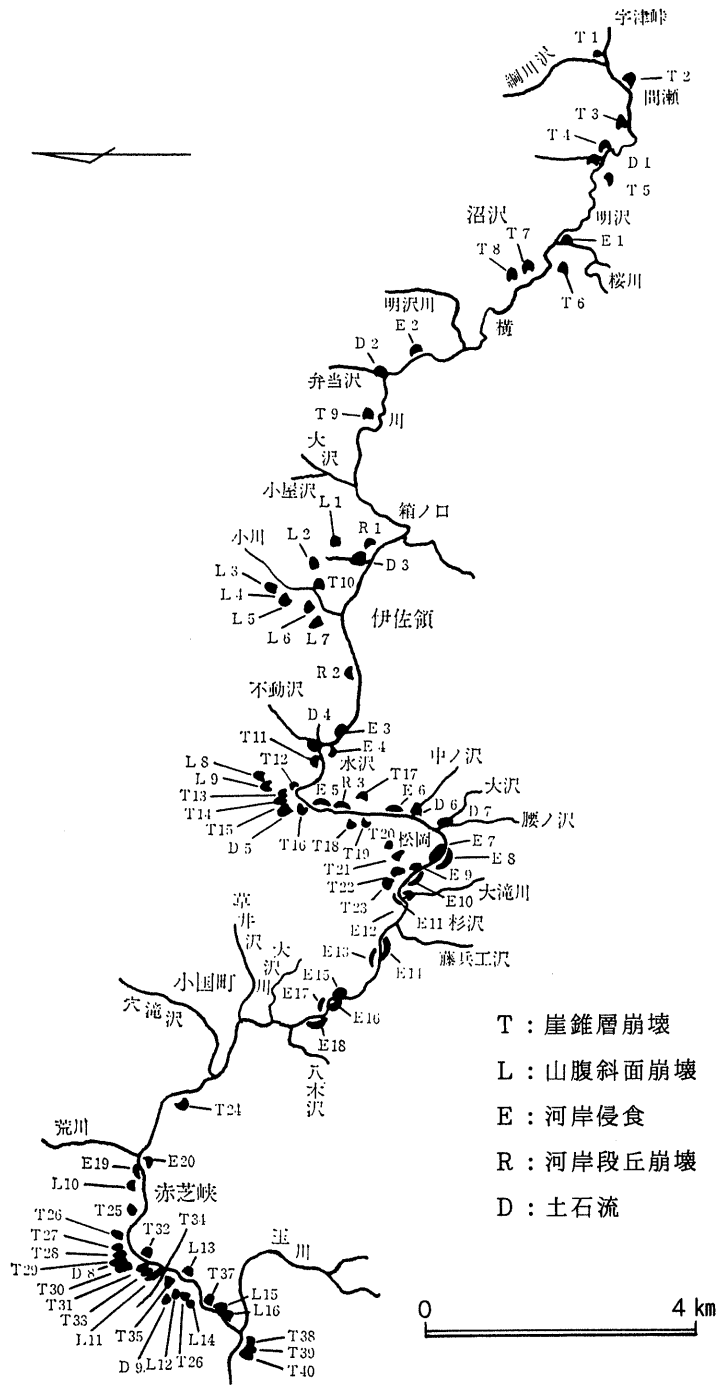 宇津峠
T 1
綱川沢
T 2
間瀬
T 3
T 4
D 1
T 5
沼沢
明沢
T 7
E 1
T 8
桜川
T 6
明沢川
横
E 2
D 2
弁当沢
T 9
川
大沢
小屋沢
L 1
箱ノ口
R 1
小川
L 2
D 3
L 3
T10
L 4
L 5
伊佐領
L 6
L 7
R 2
不動沢
D 4
E 3
T11
E 4
水沢
中ノ沢
L 8
T12
T17
L 9
E 5
R 3
E 6
大沢
T13
D 6
D 7
T14
腰ノ沢
T15
T20
松岡
E 7
D 5
T16
T18
T19
E 8
T21
E 9
T22
E10
大滝川
T23
E11
杉沢
E12
草井沢
大沢川
E13
E14
藤兵工沢
小国町
E15
穴滝沢
E17
E16
E18
八木沢
T24
荒川
E19
E20
L10
赤芝峡
T25
T34
T26
T32
玉川
T27
L13
T28
T37
T29
D 8
L15
T30
L16
T31
T33
T38
L11
T35
L14
T39
D 9
L12
T26
T40
T:崖錐層崩壊
L:山腹斜面崩壊
E:河岸侵食
R:河岸段丘崩壊
D:土石流
0 4 km